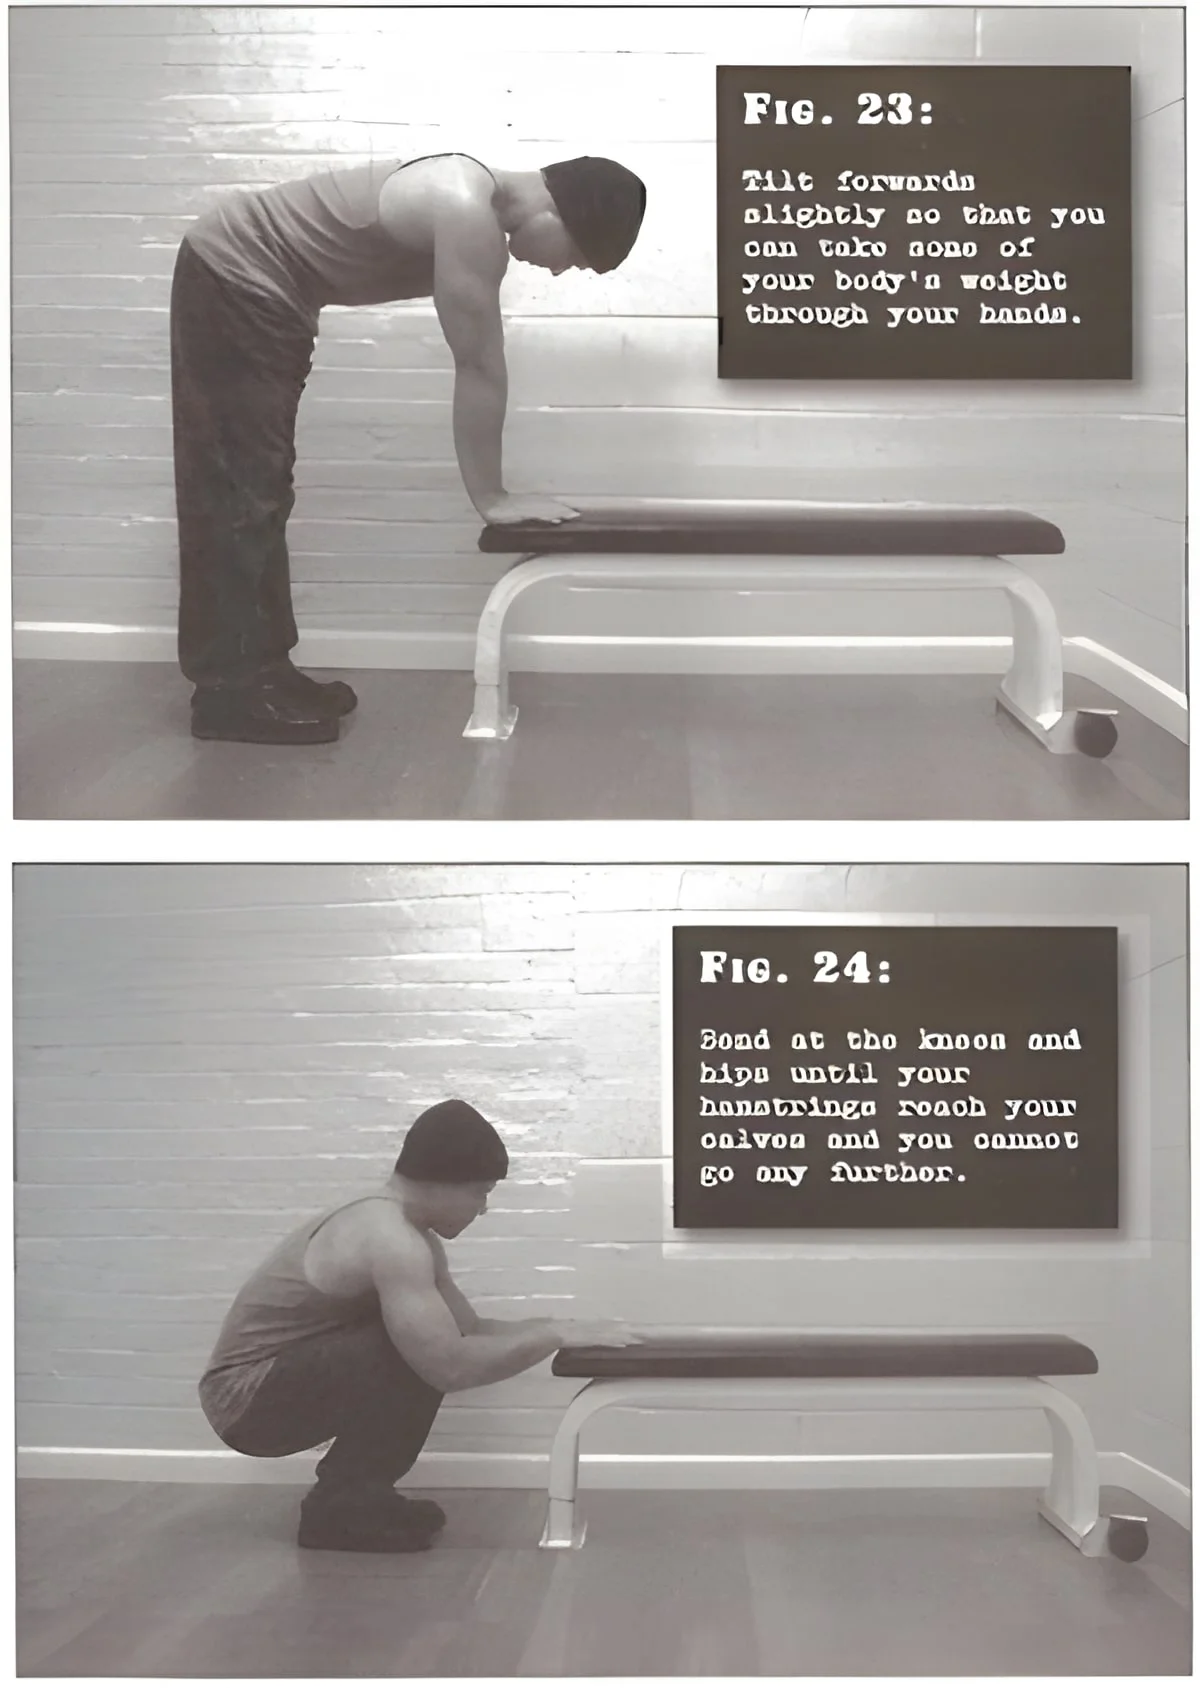 Fig. 23:
Tilt forwards
slightly so that you
can take some of
your body's weight
through your hands.
Fig. 24:
Bend at the knees and
hips until your
hamstrings reach your
calves and you cannot
go any further.